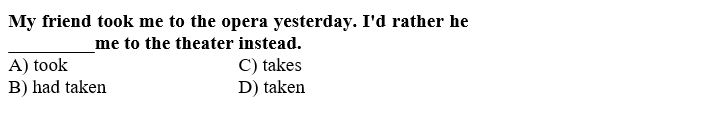 My friend took me to the opera yesterday. I'd rather he
_________me to the theater instead.
A) took C) takes
B) had taken D) taken